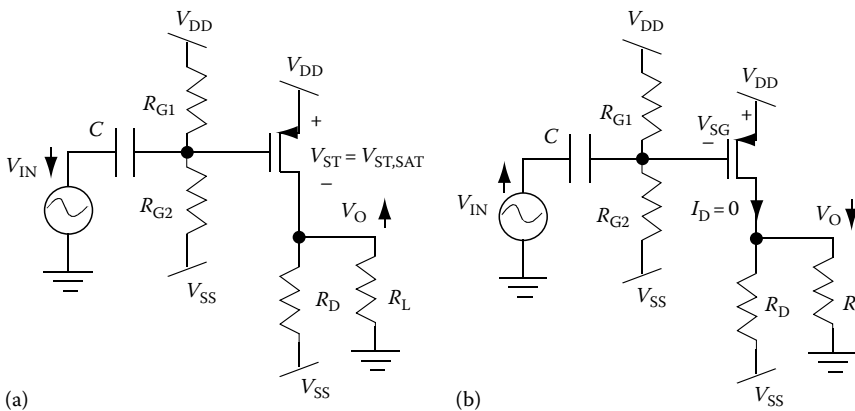 V_DD
V_DD
R_G1
+
C
V_IN
V_ST = V_ST,SAT
−
R_G2
V_O
V_SS
R_D
R_L
V_SS
(a)
V_DD
V_DD
R_G1
V_SG
+
−
C
V_IN
R_G2
I_D = 0
V_O
V_SS
R_D
R
V_SS
(b)